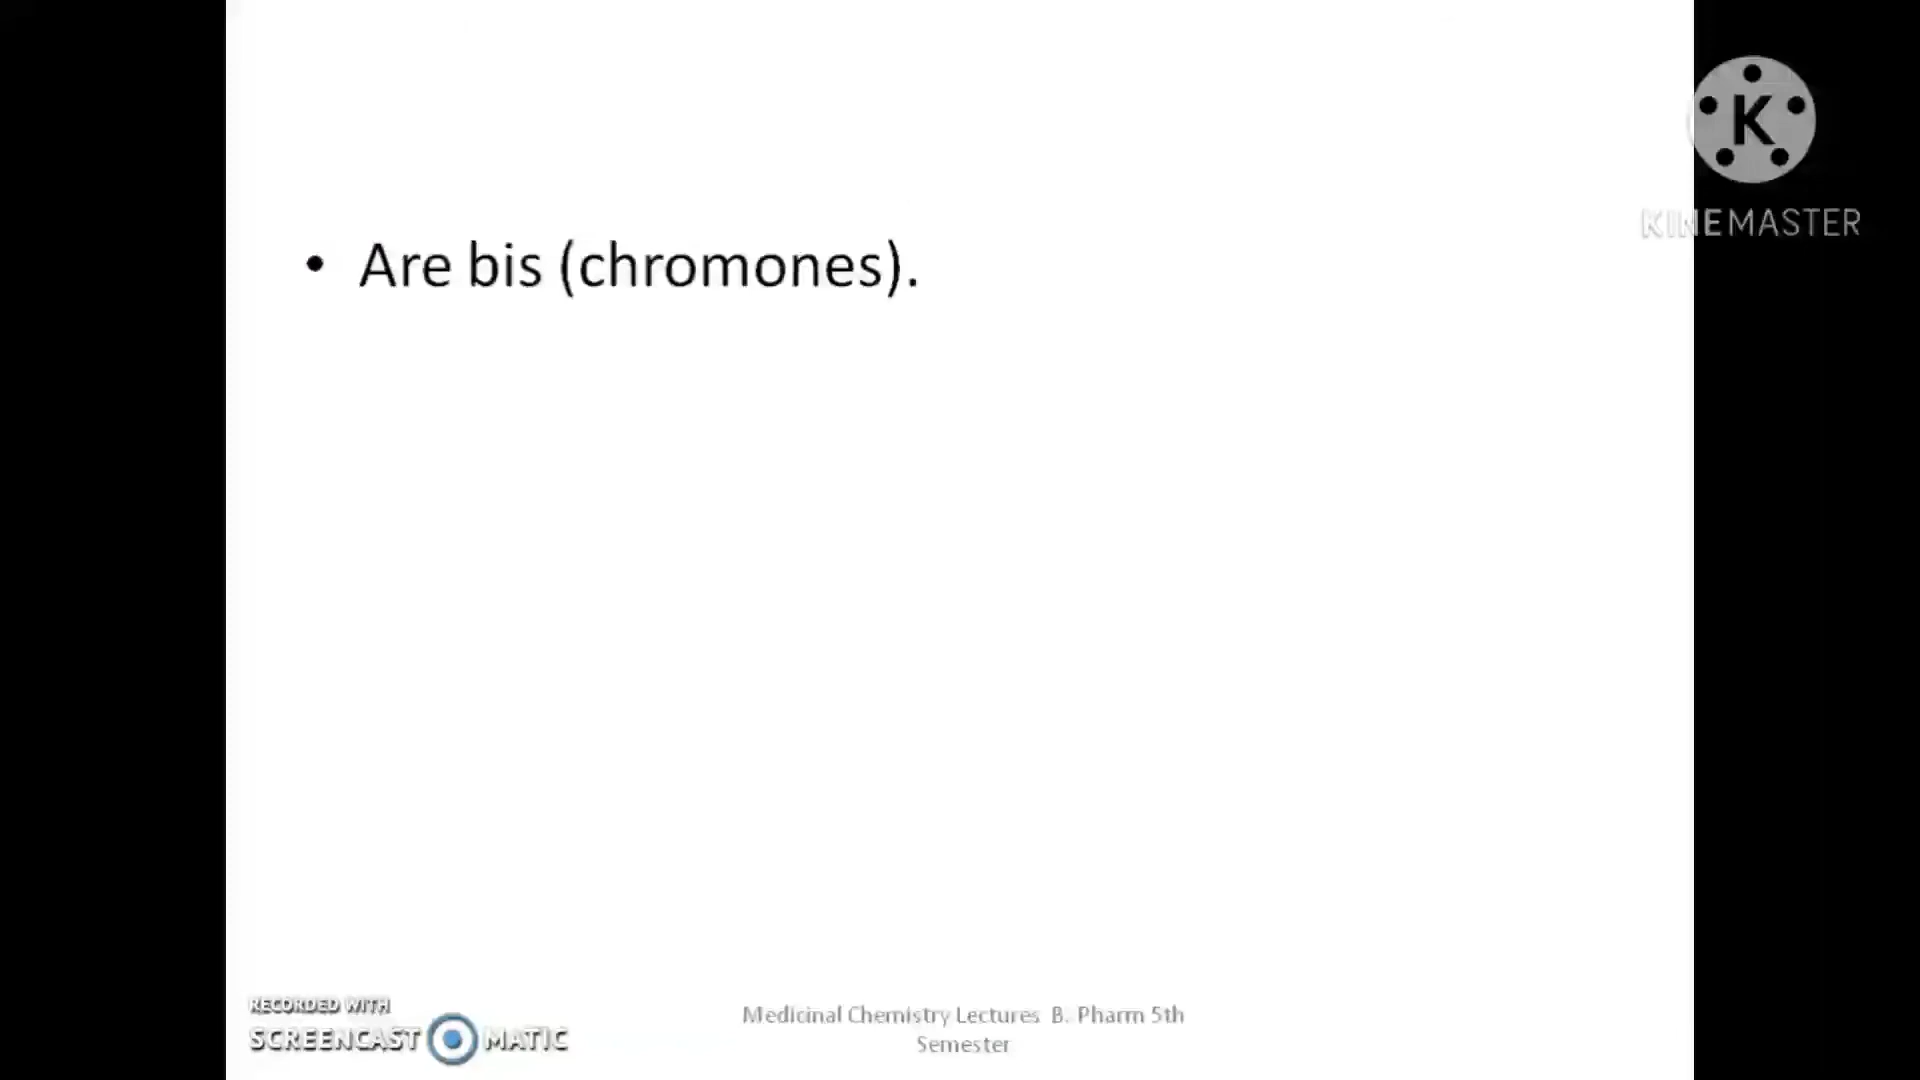 K
KINEMASTER
• Are bis (chromones).
RECORDED WITH
SCREENCAST MATIC
Medicinal Chemistry Lectures B. Pharm 5th
Semester